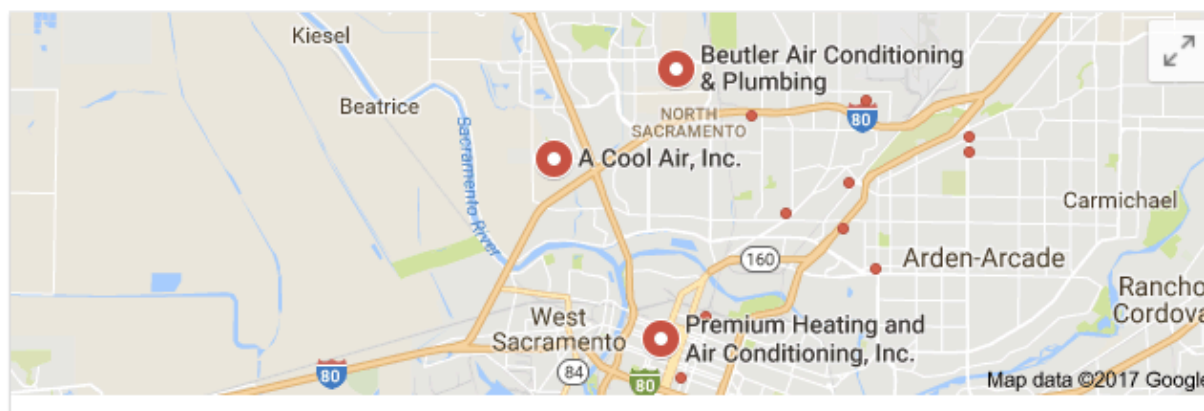 Kiesel
Beutler Air Conditioning
& Plumbing
Beatrice
NORTH
SACRAMENTO
80
A Cool Air, Inc.
Sacramento River
Carmichael
160
Arden-Arcade
Rancho
Cordova
West
Sacramento
Premium Heating and
Air Conditioning, Inc.
80
84
80
Map data ©2017 Google